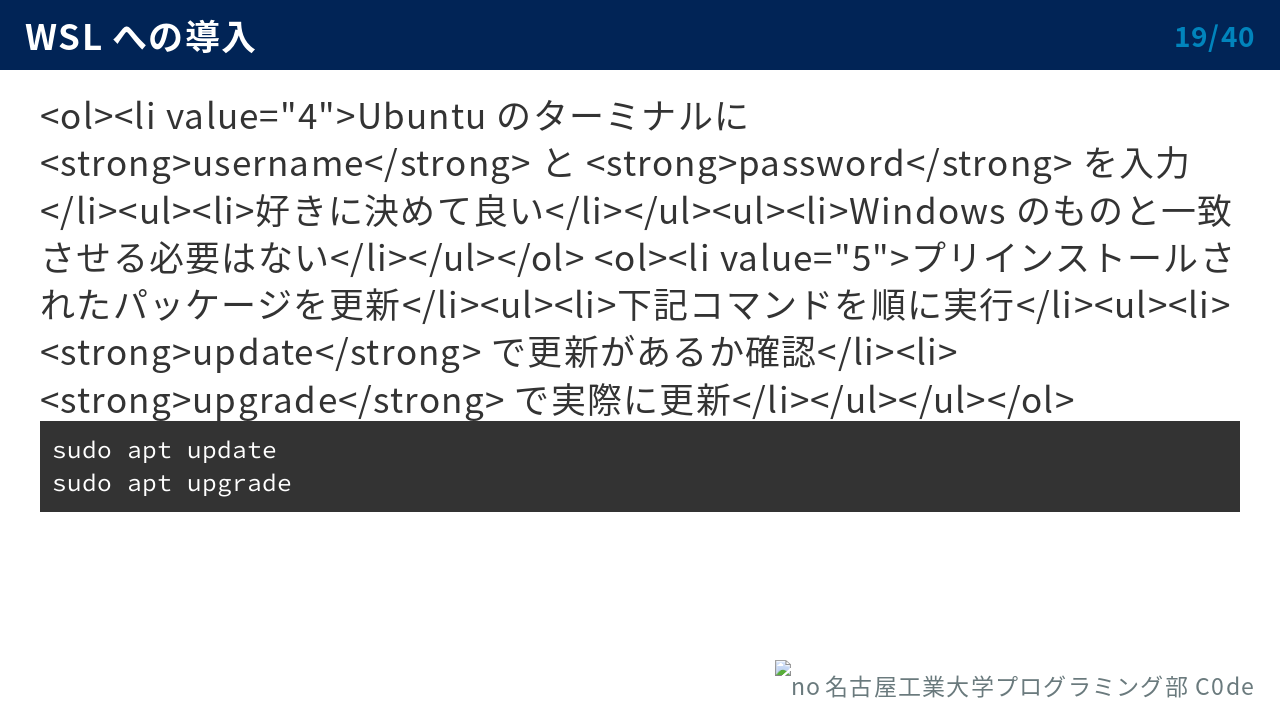 WSL への導入
19/40
<ol><li value="4">Ubuntu のターミナルに
<strong>username</strong> と <strong>password</strong> を入力
</li><ul><li>好きに決めて良い</li></ul><ul><li>Windows のものと一致
させる必要はない</li></ul></ol> <ol><li value="5">プリインストールさ
れたパッケージを更新</li><ul><li>下記コマンドを順に実行</li><ul><li>
<strong>update</strong> で更新があるか確認</li><li>
<strong>upgrade</strong> で実際に更新</li></ul></ul></ol>
sudo apt update
sudo apt upgrade
no 名古屋工業大学プログラミング部 C0de